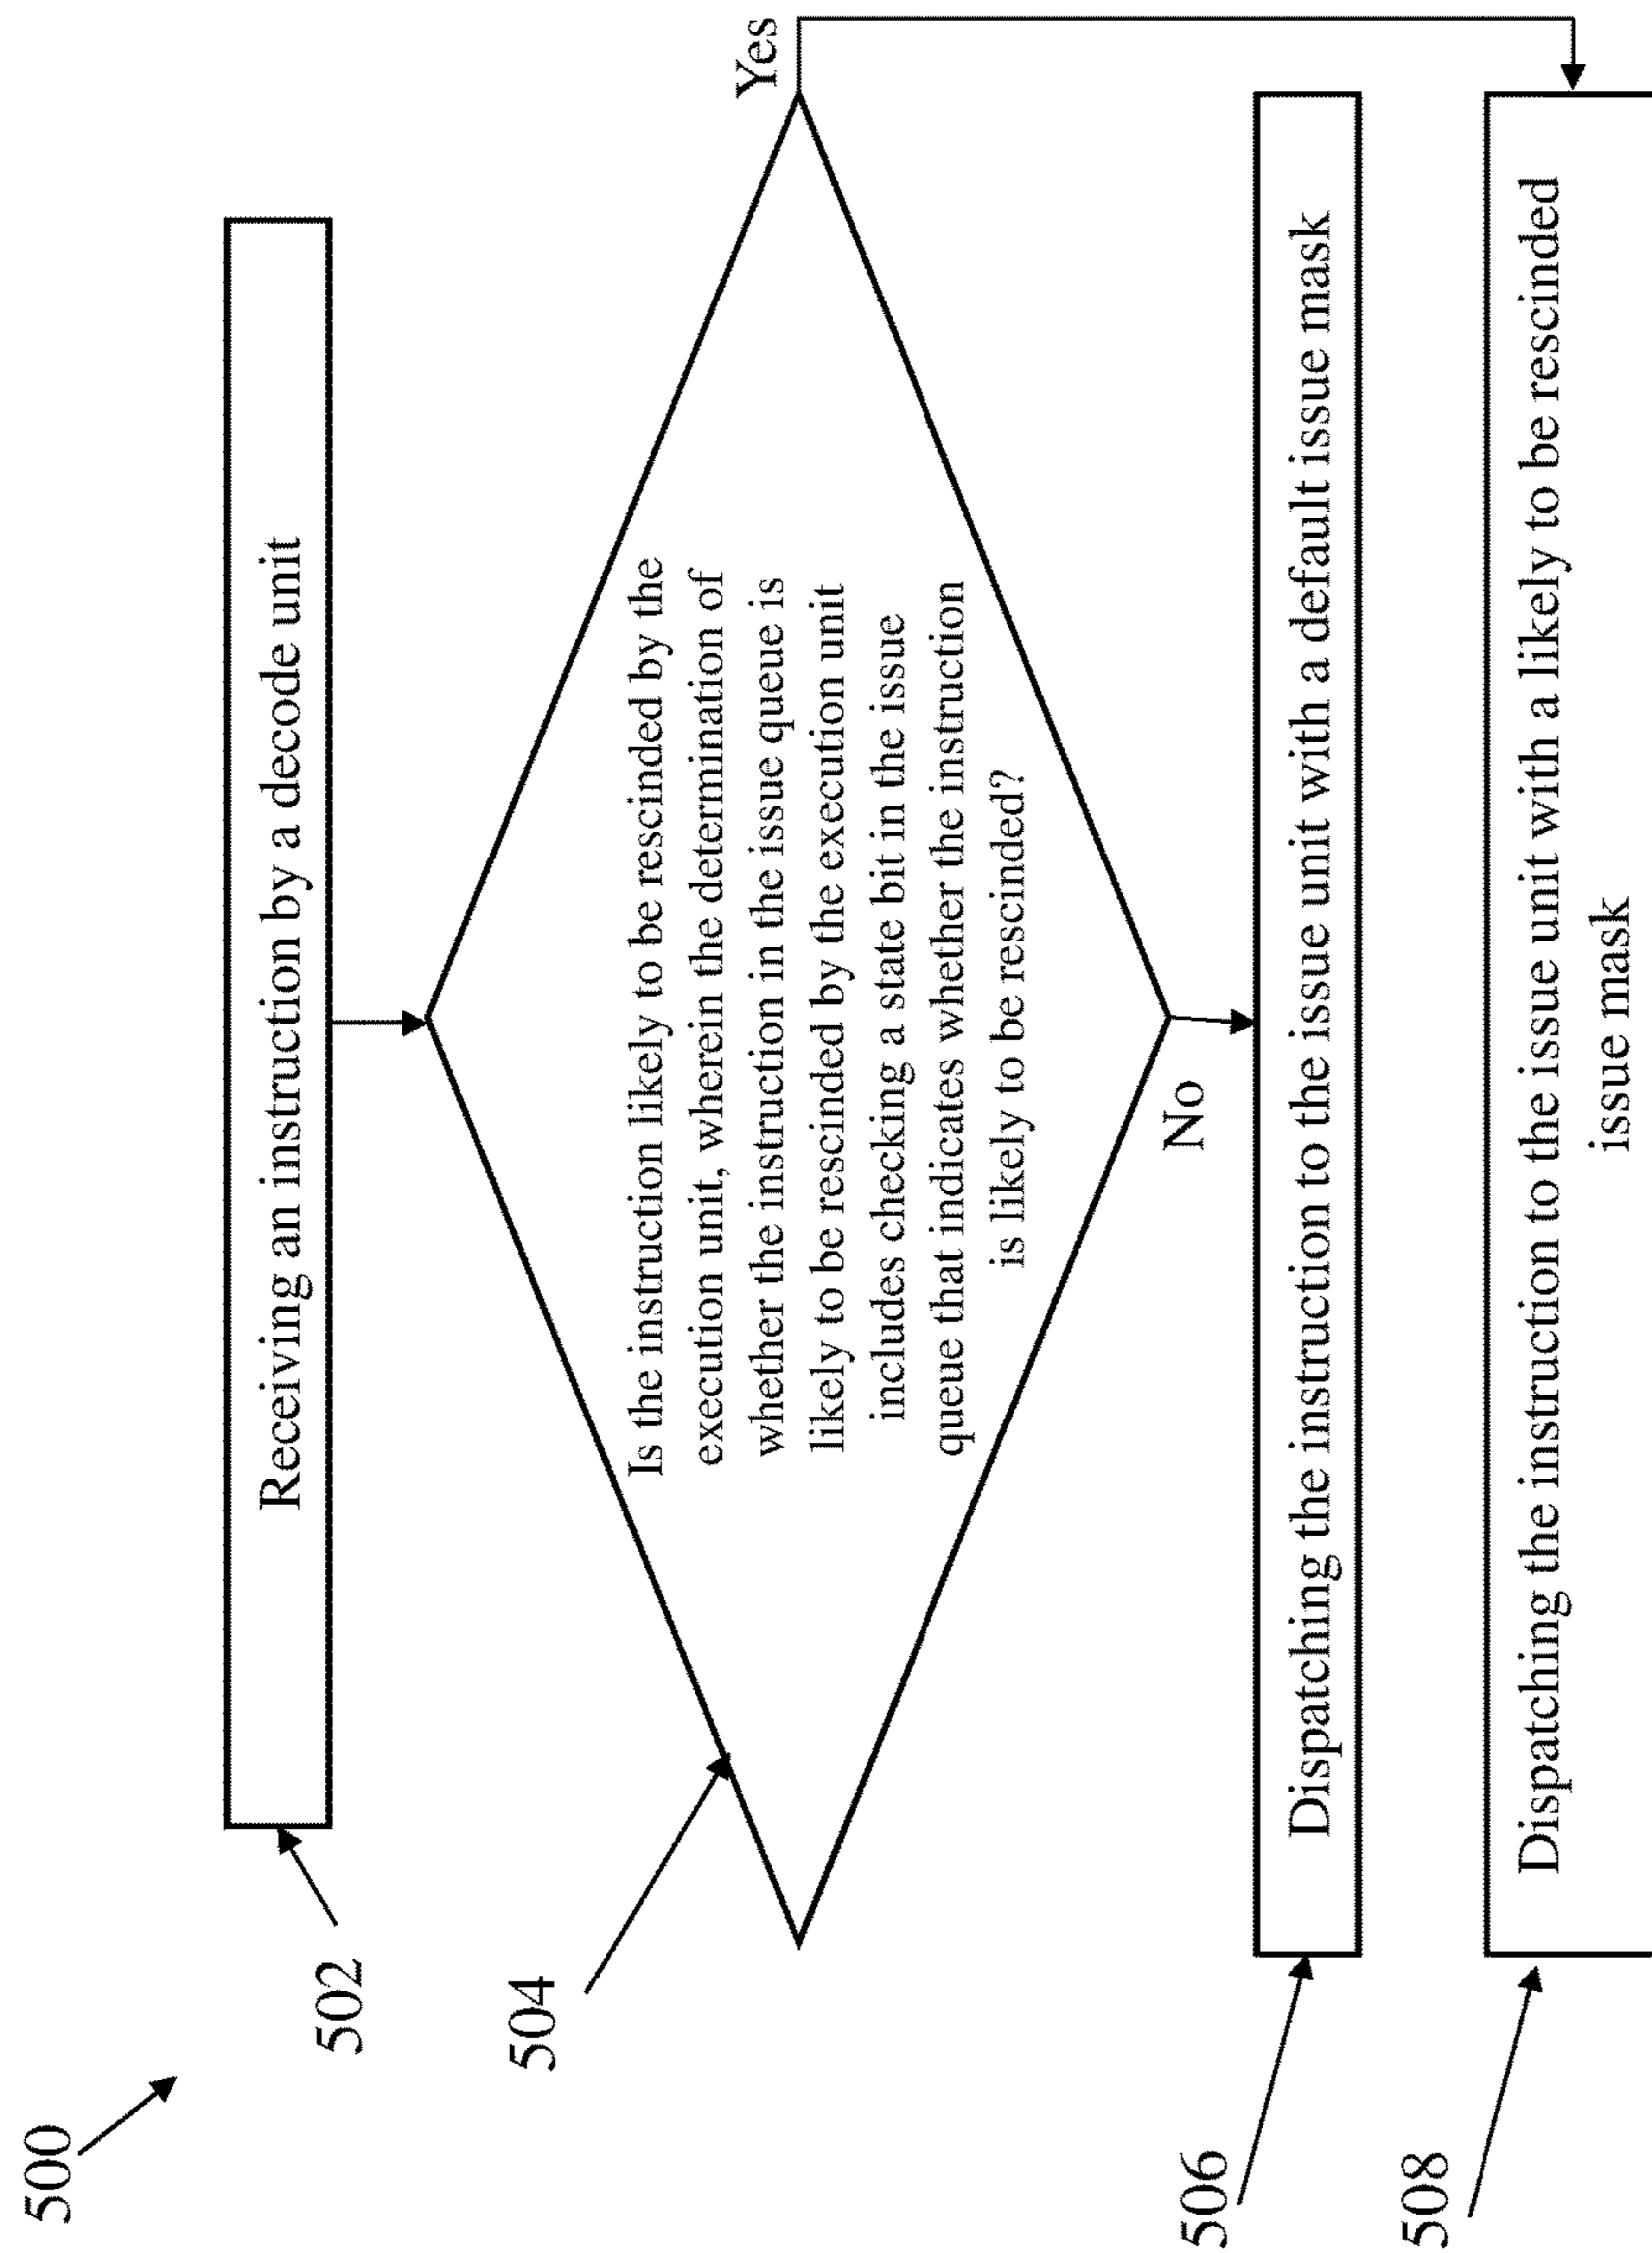 500
502
Receiving an instruction by a decode unit
504
Is the instruction likely to be rescinded by the
execution unit, wherein the determination of
whether the instruction in the issue queue is
likely to be rescinded by the execution unit
includes checking a state bit in the issue
queue that indicates whether the instruction
is likely to be rescinded?
Yes
No
506
Dispatching the instruction to the issue unit with a default issue mask
508
Dispatching the instruction to the issue unit with a likely to be rescinded
issue mask